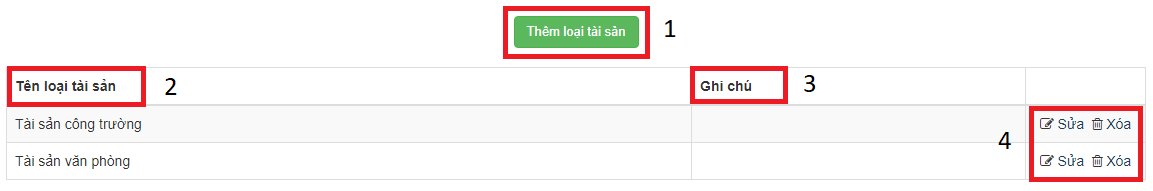 Thêm loại tài sản 1
Tên loại tài sản 2 Ghi chú 3
Tài sản công trường Sửa Xóa
4
Tài sản văn phòng Sửa Xóa